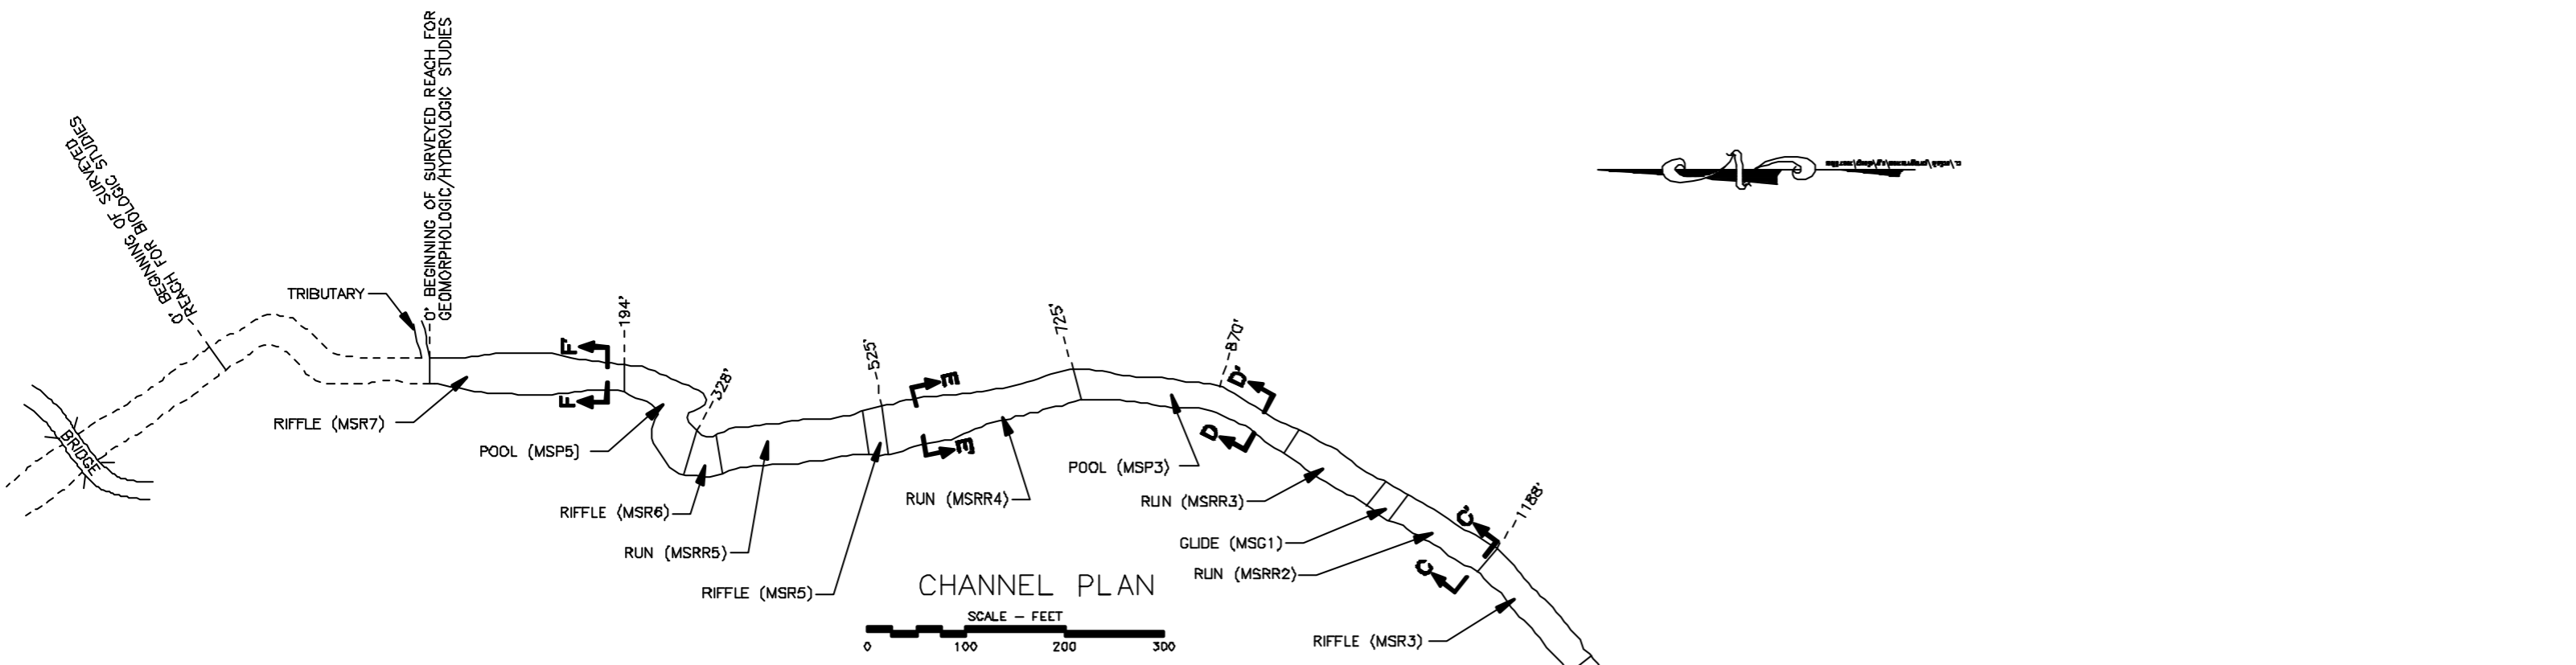 0' BEGINNING OF SURVEYED
REACH FOR BIOLOGIC STUDIES
0' BEGINNING OF SURVEYED REACH FOR
GEOMORPHOLOGIC/HYDROLOGIC STUDIES
TRIBUTARY
BRIDGE
RIFFLE (MSR7)
F'
F
194'
POOL (MSP5)
328'
RIFFLE (MSR6)
RUN (MSRR5)
525'
RIFFLE (MSR5)
E
E'
RUN (MSRR4)
725'
POOL (MSP3)
870'
D'
D
RUN (MSRR3)
GLIDE (MSG1)
RUN (MSRR2)
C'
C
1188'
RIFFLE (MSR3)
N
CHANNEL PLAN
SCALE - FEET
0 100 200 300